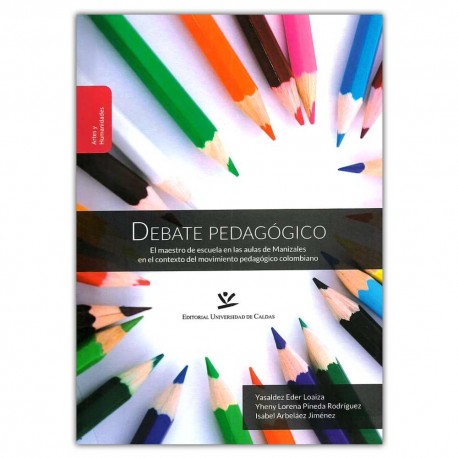 Artes y
Humanidades
DEBATE PEDAGÓGICO
El maestro de escuela en las aulas de Manizales
en el contexto del movimiento pedagógico colombiano
EDITORIAL UNIVERSIDAD DE CALDAS
Yasaldez Eder Loaiza
Yheny Lorena Pineda Rodríguez
Isabel Arbeláez Jiménez